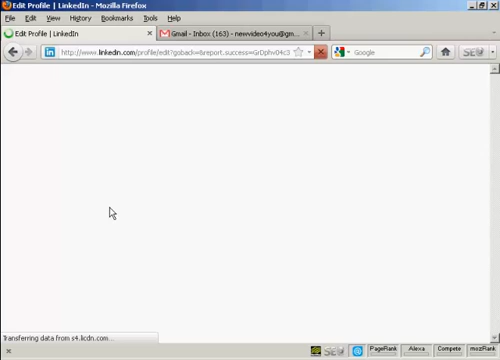 Edit Profile | LinkedIn - Mozilla Firefox
File Edit View History Bookmarks Tools Help
Edit Profile | LinkedIn
Gmail - Inbox (163) - newvideo4you@gm...
http://www.linkedin.com/profile/edit?goback=&report.success=GrDphv04c3
Google
SEO
Transferring data from s4.licdn.com...
SEO @ PageRank Alexa Compete mozRank